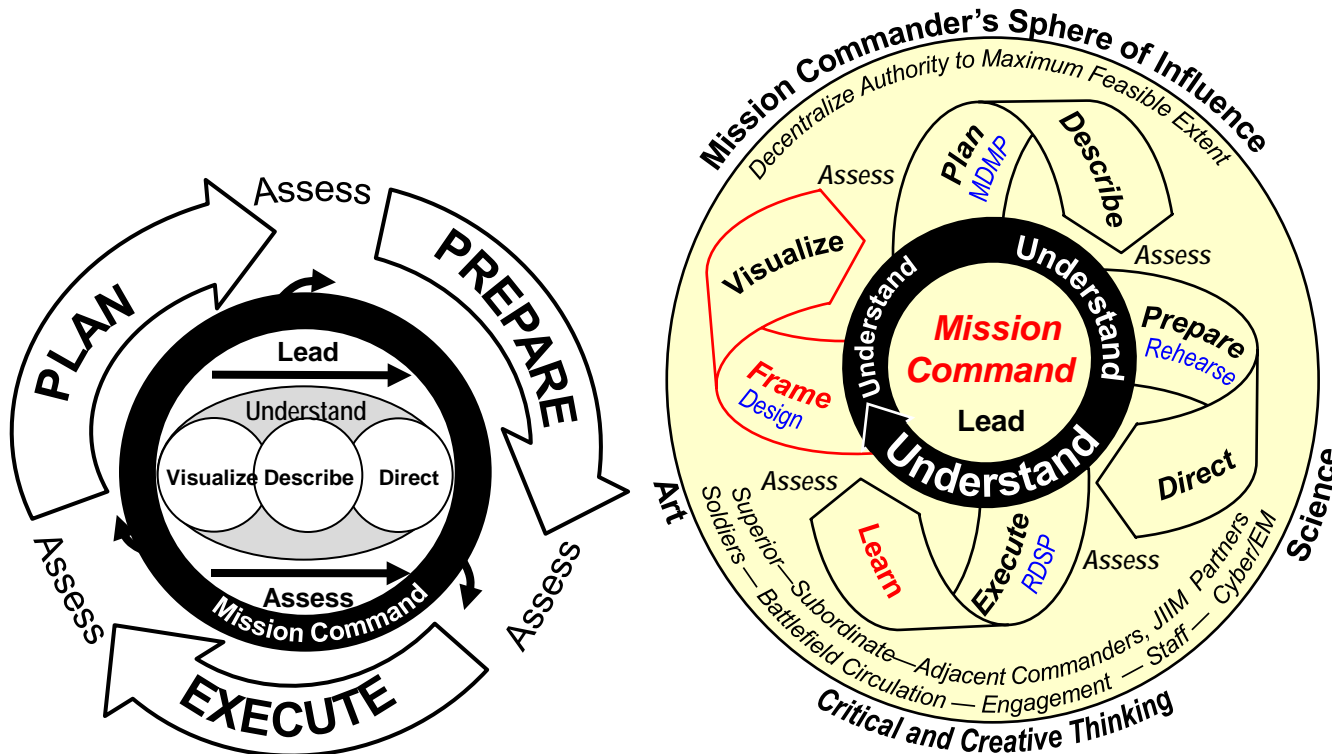 Assess
PLAN
PREPARE
Lead
Understand
Visualize
Describe
Direct
Assess
Mission Command
Assess
Assess
EXECUTE
Mission Commander’s Sphere of Influence
Decentralize Authority to Maximum Feasible Extent
Assess
Plan
MDMP
Describe
Assess
Visualize
Understand
Understand
Prepare
Rehearse
Mission
Command
Lead
Frame
Design
Understand
Direct
Assess
Learn
Execute
RDSP
Assess
Art
Science
Superior—Subordinate—Adjacent Commanders, JIIM Partners
Soldiers — Battlefield Circulation — Engagement — Staff — Cyber/EM
Critical and Creative Thinking